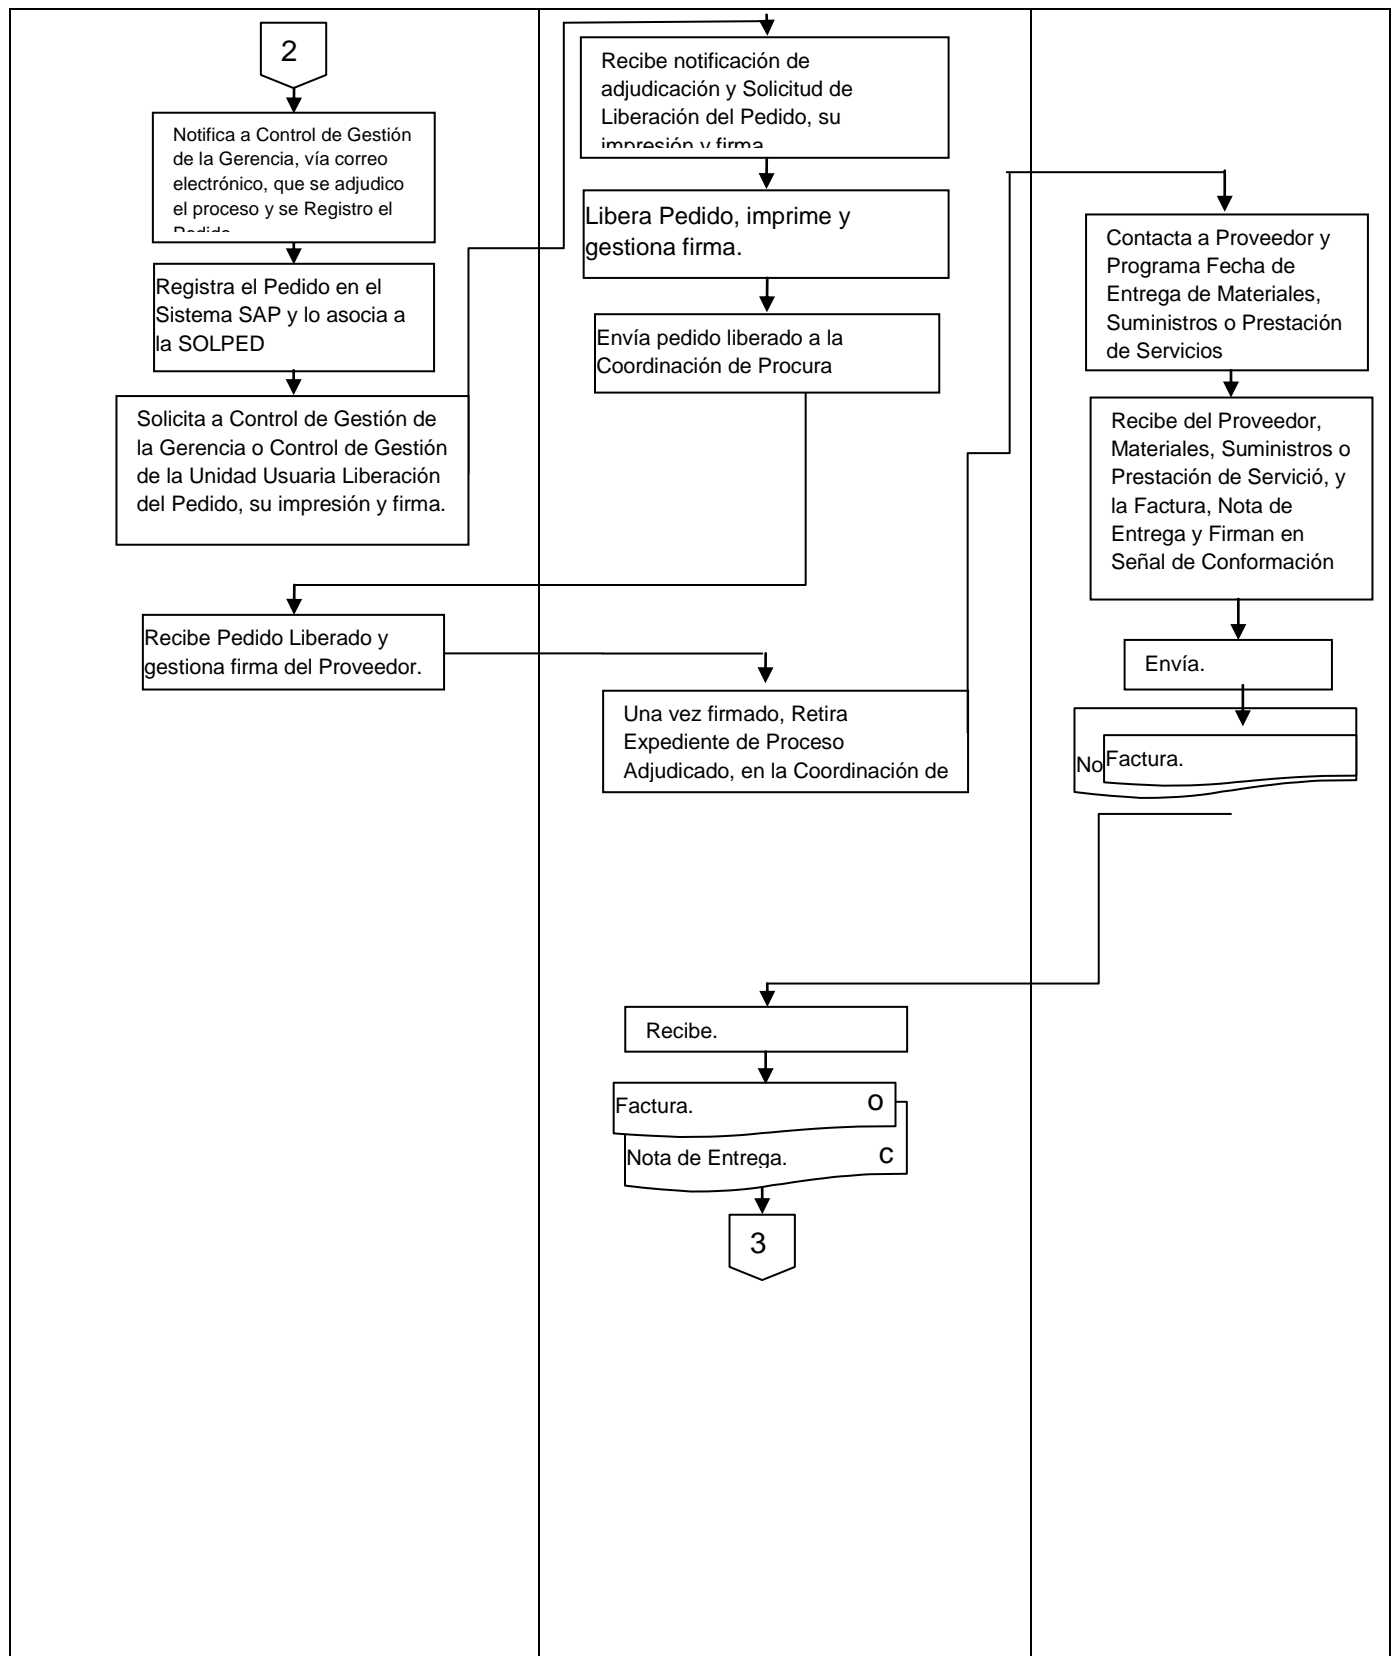 2
Notifica a Control de Gestión
de la Gerencia, vía correo
electrónico, que se adjudico
el proceso y se Registro el
Pedido
Registra el Pedido en el
Sistema SAP y lo asocia a
la SOLPED
Solicita a Control de Gestión de
la Gerencia o Control de Gestión
de la Unidad Usuaria Liberación
del Pedido, su impresión y firma.
Recibe Pedido Liberado y
gestiona firma del Proveedor.
Recibe notificación de
adjudicación y Solicitud de
Liberación del Pedido, su
impresión y firma
Libera Pedido, imprime y
gestiona firma.
Envía pedido liberado a la
Coordinación de Procura
Una vez firmado, Retira
Expediente de Proceso
Adjudicado, en la Coordinación de
Contacta a Proveedor y
Programa Fecha de
Entrega de Materiales,
Suministros o Prestación
de Servicios
Recibe del Proveedor,
Materiales, Suministros o
Prestación de Servició, y
la Factura, Nota de
Entrega y Firman en
Señal de Conformación
Envía.
No
Factura.
Recibe.
Factura. O
Nota de Entrega. C
3